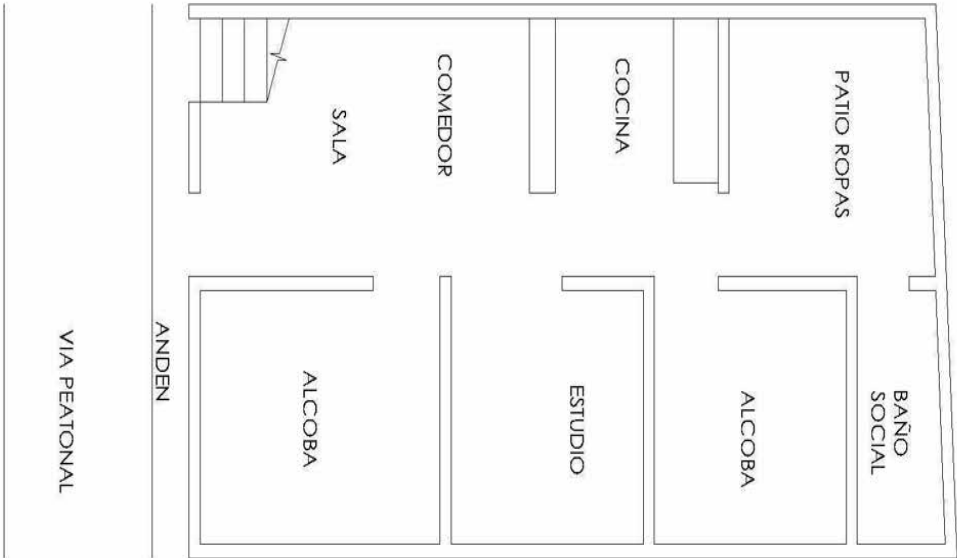 PATIO ROPAS
COCINA
COMEDOR
SALA
BAÑO
SOCIAL
ALCOBA
ESTUDIO
ALCOBA
ANDEN
VIA PEATONAL